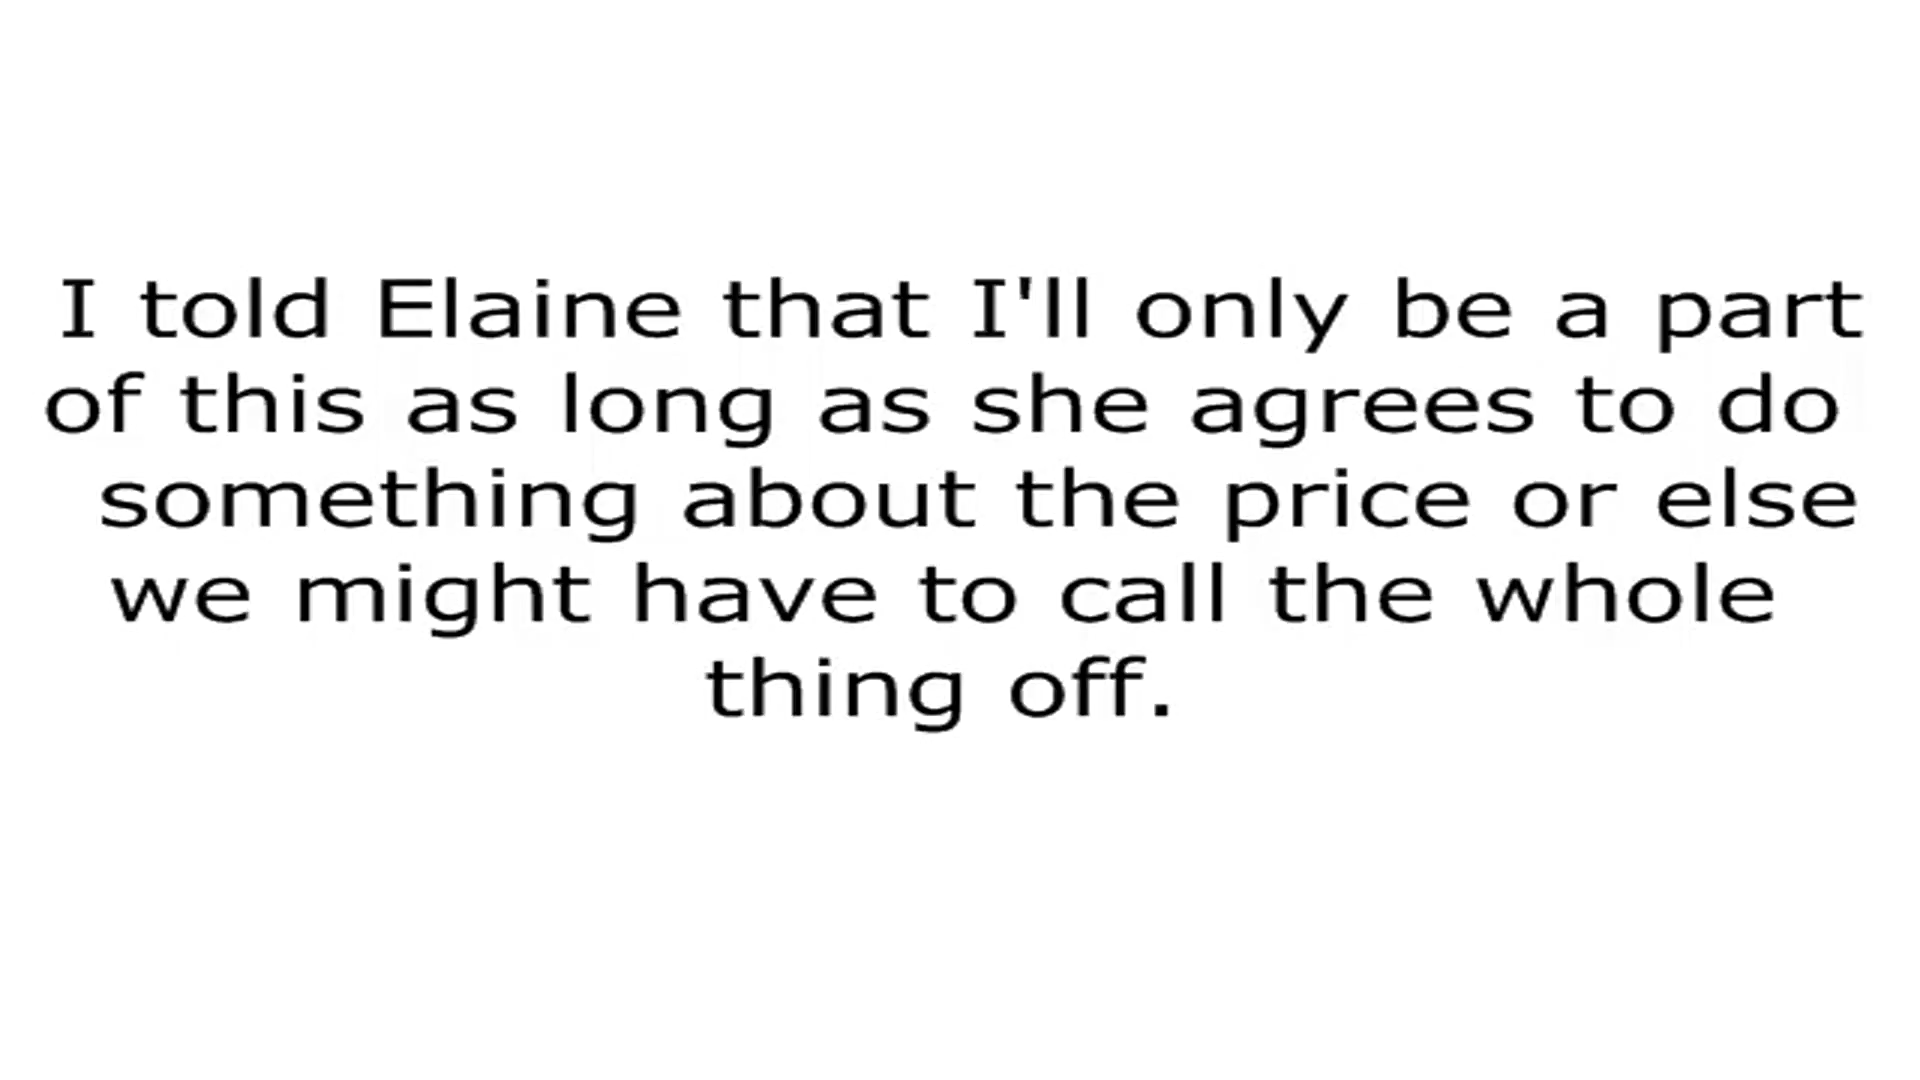 I told Elaine that I'll only be a part
of this as long as she agrees to do
something about the price or else
we might have to call the whole
thing off.